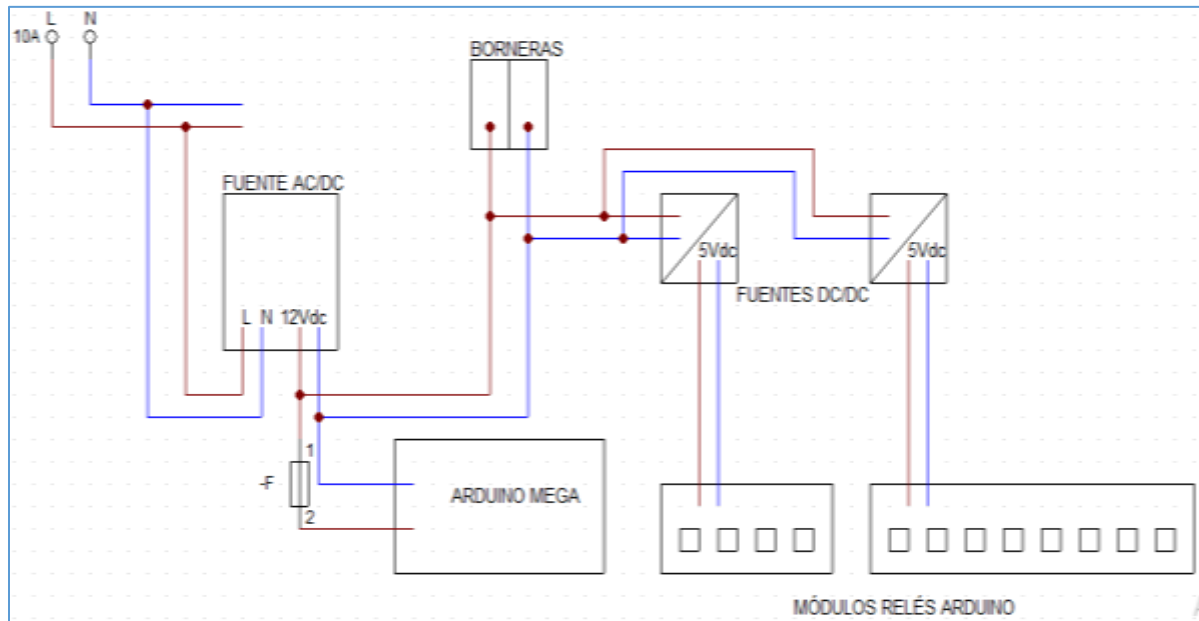 L N
10A
BORNERAS
FUENTE AC/DC
5Vdc 5Vdc
FUENTES DC/DC
L N 12Vdc
1
-F
2
ARDUINO MEGA
MÓDULOS RELÉS ARDUINO